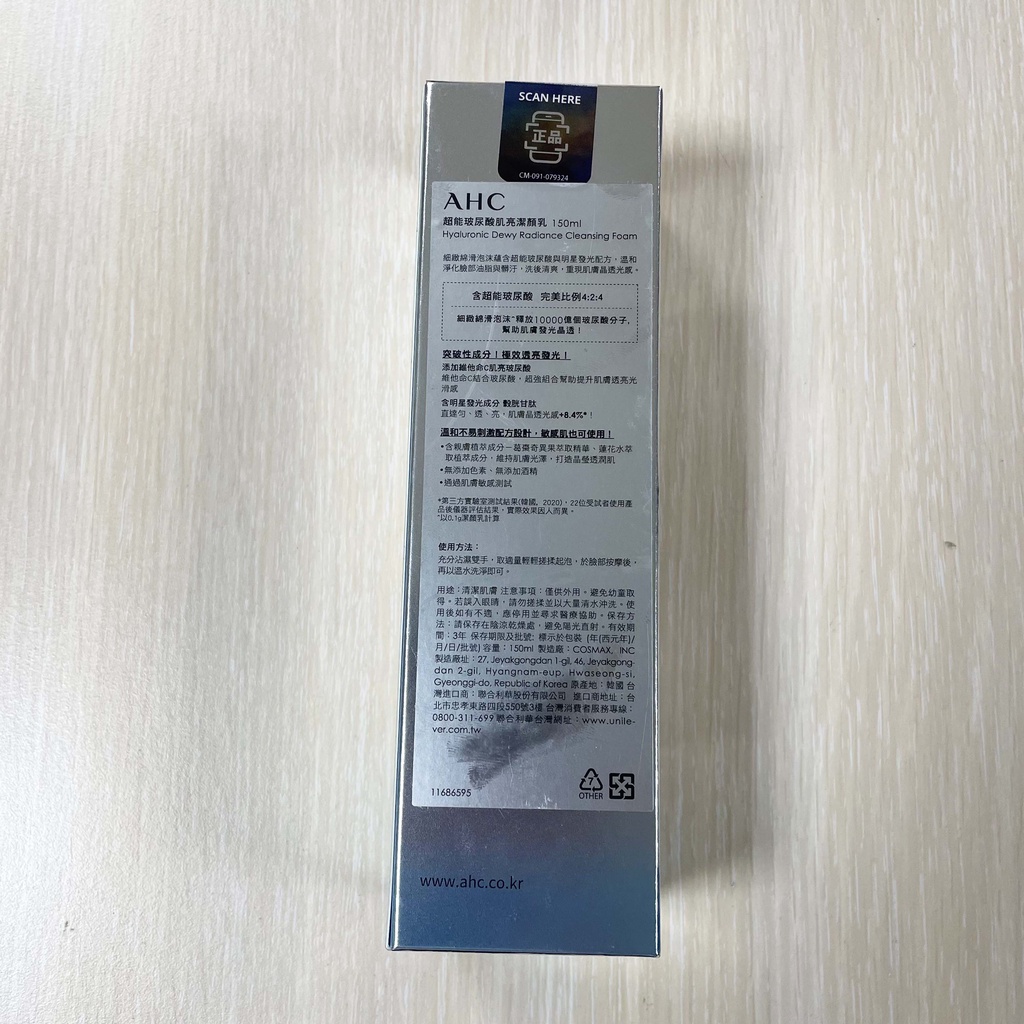 SCAN HERE
正品
CM-091-079324
AHC
超能玻尿酸肌亮潔顏乳 150ml
Hyaluronic Dewy Radiance Cleansing Foam
細緻綿滑泡沫蘊含超能玻尿酸與明星發光配方，溫和
淨化臉部油脂與髒汙，洗後清爽，重現肌膚晶透光感。
含超能玻尿酸 完美比例4:2:4
細緻綿滑泡沫^釋放10000億個玻尿酸分子,
幫助肌膚發光晶透！
突破性成分！極效透亮發光！
添加維他命C肌亮玻尿酸
維他命C結合玻尿酸，超強組合幫助提升肌膚透亮光
滑感
含明星發光成分 穀胱甘肽
直達勻、透、亮，肌膚晶透光感+8.4%*！
溫和不易刺激配方設計，敏感肌也可使用！
•含親膚植萃成分－葛棗奇異果萃取精華、蓮花水萃
取植萃成分，維持肌膚光澤，打造晶瑩透潤肌
•無添加色素、無添加酒精
•通過肌膚敏感測試
*第三方實驗室測試結果(韓國, 2020)，22位受試者使用產
品後儀器評估結果，實際效果因人而異。
^以0.1g潔顏乳計算
使用方法：
充分沾濕雙手，取適量輕輕搓揉起泡，於臉部按摩後，
再以溫水洗淨即可。
用途：清潔肌膚 注意事項：僅供外用。避免幼童取
得。若誤入眼睛，請勿搓揉並以大量清水沖洗。使
用後如有不適，應停用並尋求醫療協助。保存方
法：請保存在陰涼乾燥處，避免陽光直射。有效期
間：3年 保存期限及批號: 標示於包裝 (年(西元年)/
月/日/批號) 容量：150ml 製造廠：COSMAX, INC
製造廠址：27, Jeyakgongdan 1-gil, 46, Jeyakgong-
dan 2-gil, Hyangnam-eup, Hwaseong-si,
Gyeonggi-do, Republic of Korea 原產地：韓國 台
灣進口商：聯合利華股份有限公司 進口商地址：台
北市忠孝東路四段550號3樓 台灣消費者服務專線：
0800-311-699 聯合利華台灣網址：www.unile-
ver.com.tw
7
OTHER
11686595
www.ahc.co.kr